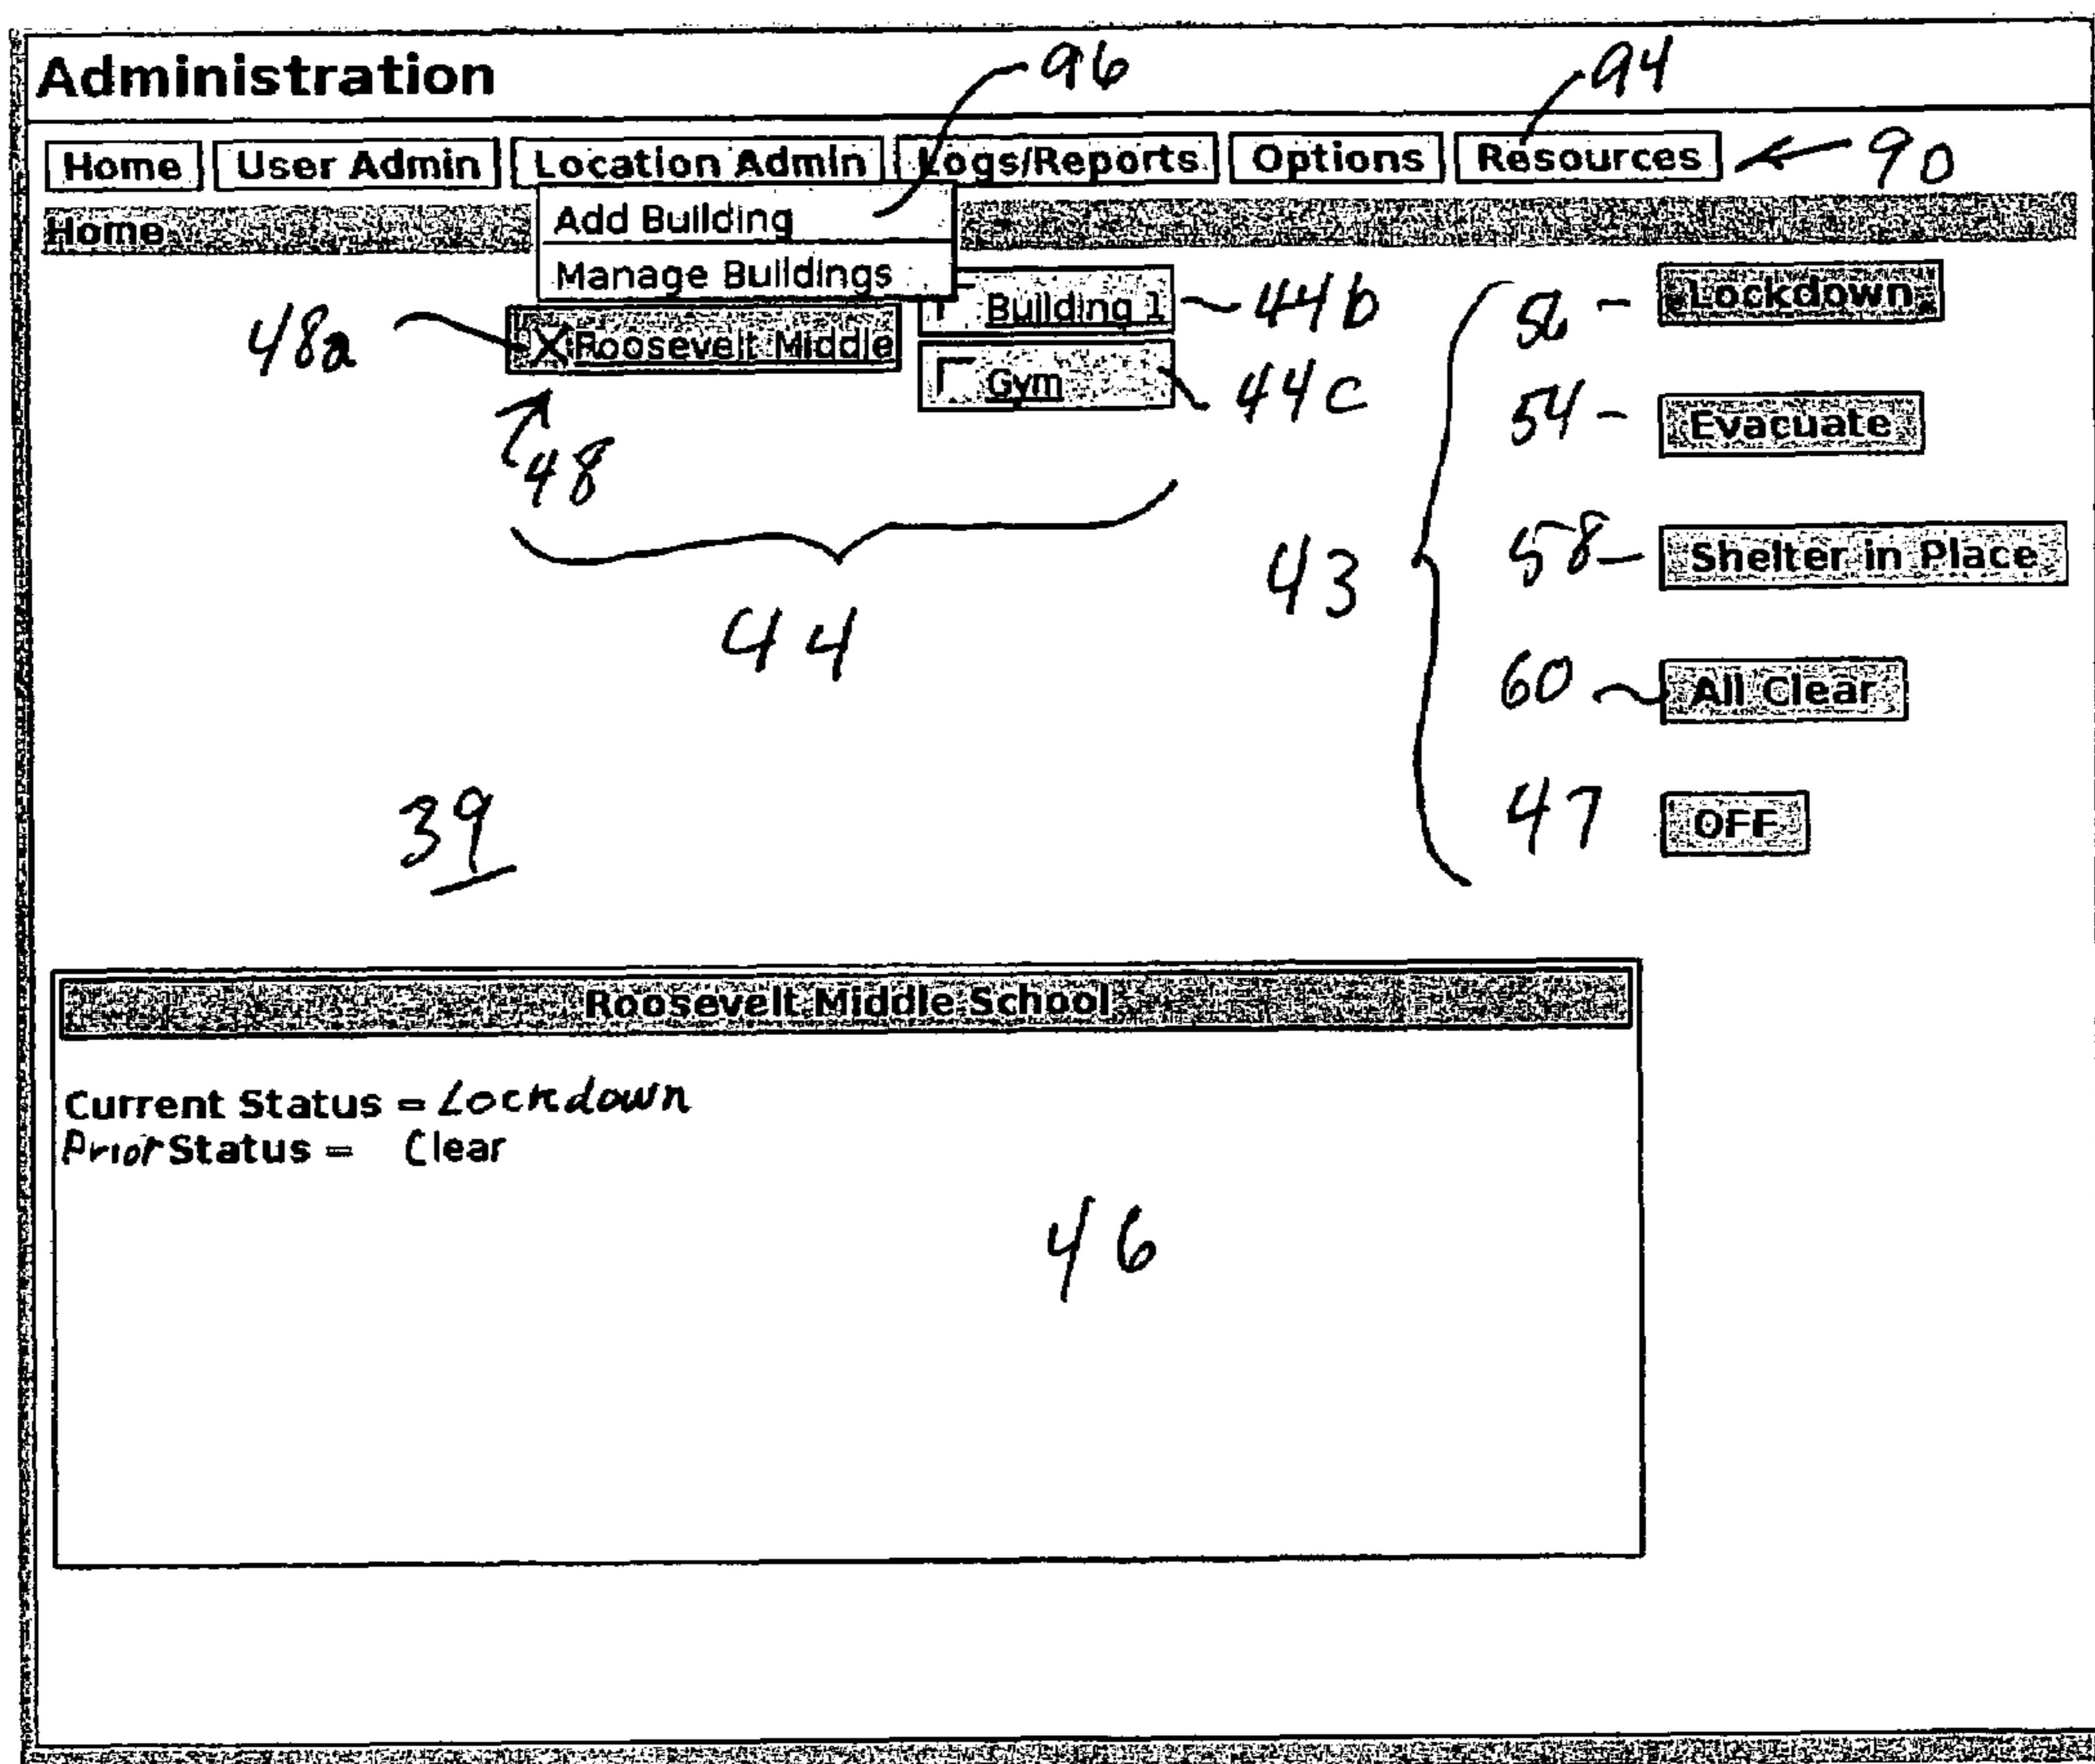 Administration
96
94
Home User Admin Location Admin Logs/Reports Options Resources
90
Home
Add Building
Manage Buildings
48a
Roosevelt Middle
Building 1
44b
Gym
44c
48
44
43
56
Lockdown
54
Evacuate
58
Shelter in Place
60
All Clear
47
OFF
39
Roosevelt Middle School
Current Status = Lockdown
Prior Status = Clear
46